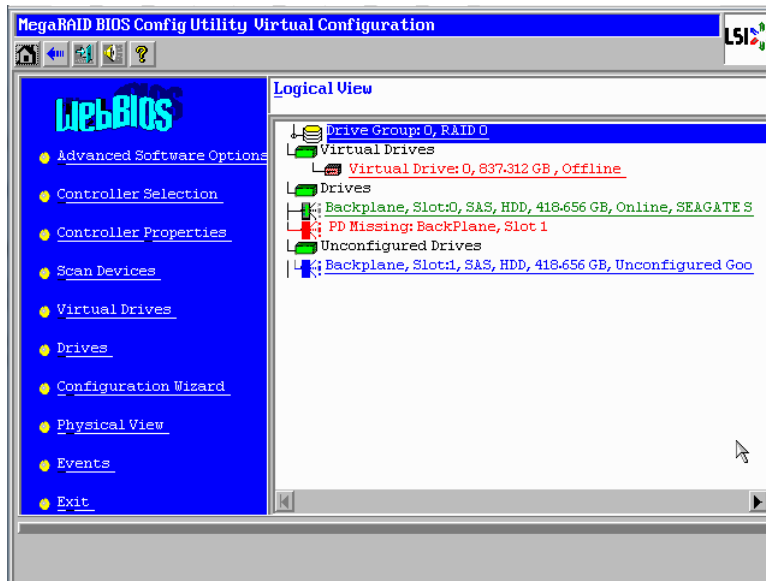 MegaRAID BIOS Config Utility Virtual Configuration
LSI
?
WebBIOS
Advanced Software Options
Controller Selection
Controller Properties
Scan Devices
Virtual Drives
Drives
Configuration Wizard
Physical View
Events
Exit
Logical View
Drive Group: 0, RAID 0
Virtual Drives
Virtual Drive: 0, 837.312 GB , Offline
Drives
Backplane, Slot:0, SAS, HDD, 418.656 GB, Online, SEAGATE S
PD Missing: BackPlane, Slot 1
Unconfigured Drives
Backplane, Slot:1, SAS, HDD, 418.656 GB, Unconfigured Goo